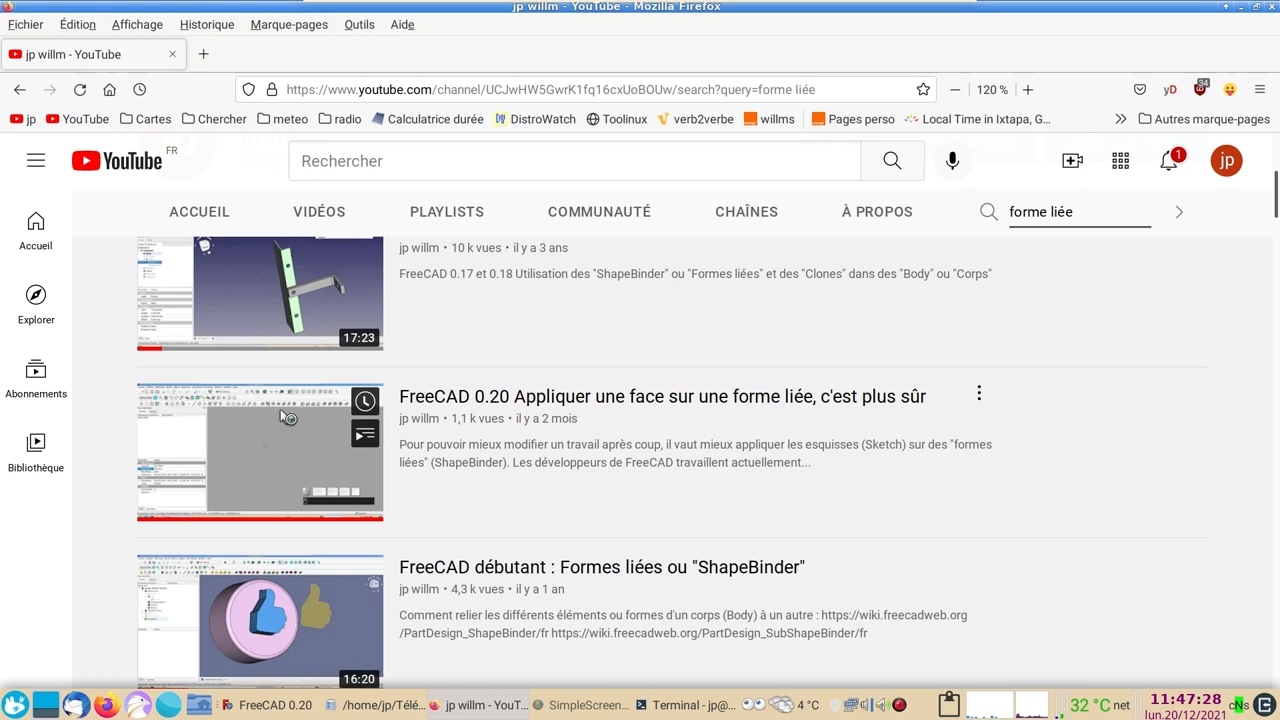 jp willm - YouTube - Mozilla Firefox
Fichier Édition Affichage Historique Marque-pages Outils Aide
jp willm - YouTube
https://www.youtube.com/channel/UCJwHW5GwrK1fq16cxUoBOUw/search?query=forme liée
120 %
34
yD
jp YouTube Cartes Chercher meteo radio Calculatrice durée DistroWatch Toolinux verb2verbe willms Pages perso Local Time in Ixtapa, G… Autres marque-pages
YouTube FR
Rechercher
1
jp
ACCUEIL VIDÉOS PLAYLISTS COMMUNAUTÉ CHAÎNES À PROPOS forme liée
Accueil
Explorer
Abonnements
Bibliothèque
jp willm • 10 k vues • il y a 3 ans
FreeCAD 0.17 et 0.18 Utilisation des "ShapeBinder" ou "Formes liées" et des "Clones" dans des "Body" ou "Corps"
17:23
FreeCAD 0.20 Appliquer une face sur une forme liée, c'est plus sûr
jp willm • 1,1 k vues • il y a 2 mois
Pour pouvoir mieux modifier un travail après coup, il vaut mieux appliquer les esquisses (Sketch) sur des "formes
liées" (ShapeBinder). Les dévelopeurs de FreeCAD travaillent actuellement...
FreeCAD débutant : Formes liées ou "ShapeBinder"
jp willm • 4,3 k vues • il y a 1 an
Comment relier les différents éléments ou formes d'un corps (Body) à un autre : https://wiki.freecadweb.org
/PartDesign_ShapeBinder/fr https://wiki.freecadweb.org/PartDesign_SubShapeBinder/fr
16:20
FreeCAD 0.20 /home/jp/Télé… jp willm - YouT… SimpleScreen… Terminal - jp@… 4 °C 32 °C net 11:47:28
lun.20/12/2021
cNs